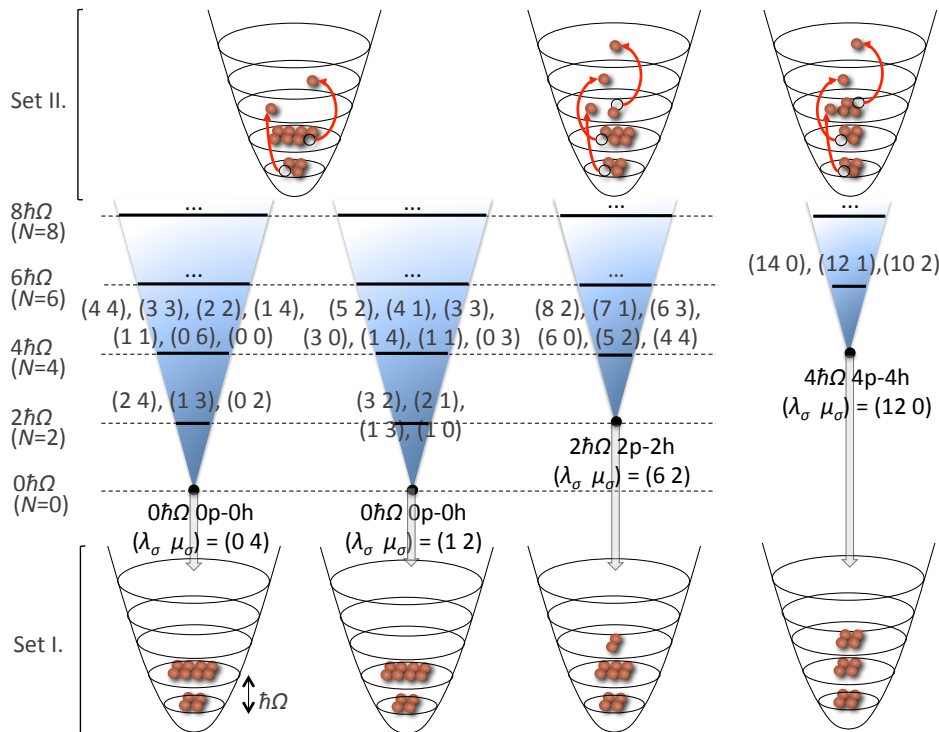 Set II.
8ħΩ
(N=8)
...
...
...
...
6ħΩ
(N=6)
...
...
...
(14 0), (12 1),(10 2)
(4 4), (3 3), (2 2), (1 4),
(1 1), (0 6), (0 0)
(5 2), (4 1), (3 3),
(3 0), (1 4), (1 1), (0 3)
(8 2), (7 1), (6 3),
(6 0), (5 2), (4 4)
4ħΩ
(N=4)
4ħΩ 4p-4h
(λσ μσ) = (12 0)
(2 4), (1 3), (0 2)
(3 2), (2 1),
(1 3), (1 0)
2ħΩ
(N=2)
2ħΩ 2p-2h
(λσ μσ) = (6 2)
0ħΩ
(N=0)
0ħΩ 0p-0h
(λσ μσ) = (0 4)
0ħΩ 0p-0h
(λσ μσ) = (1 2)
Set I.
ħΩ